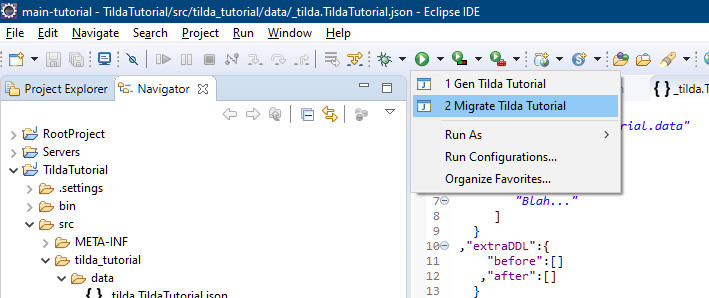 main-tutorial - TildaTutorial/src/tilda_tutorial/data/_tilda.TildaTutorial.json - Eclipse IDE
File Edit Navigate Search Project Run Window Help
Project Explorer Navigator
{ } _tilda.T
1 Gen Tilda Tutorial
2 Migrate Tilda Tutorial
rial.data"
Run As
Run Configurations...
Organize Favorites...
RootProject
Servers
TildaTutorial
.settings
bin
src
META-INF
tilda_tutorial
data
_tilda.TildaTutorial.json
7 "Blah..."
8 ]
9 }
10 ,"extraDDL":{
11 "before":[]
12 ,"after":[]
13 }